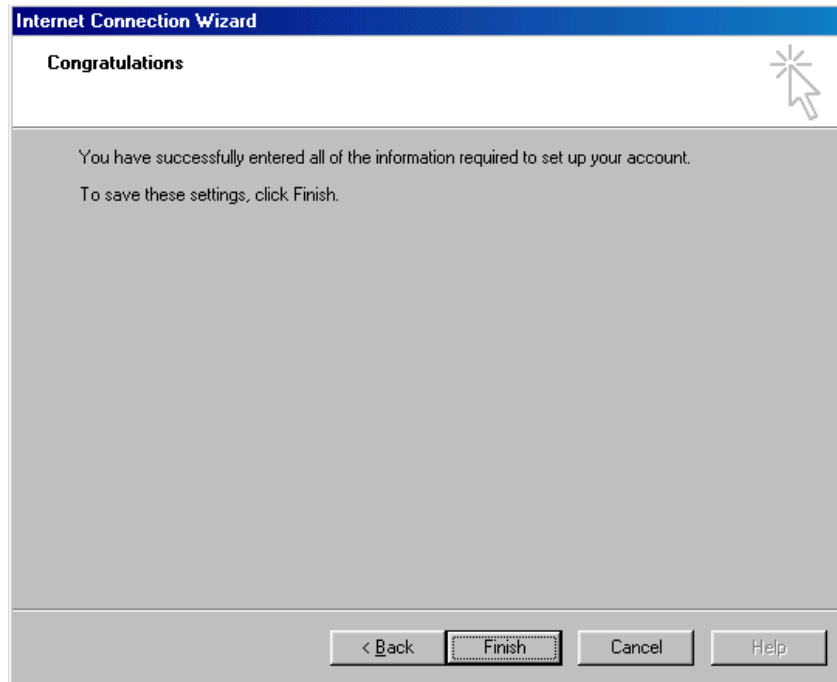 Internet Connection Wizard
Congratulations
You have successfully entered all of the information required to set up your account.
To save these settings, click Finish.
< Back Finish Cancel Help